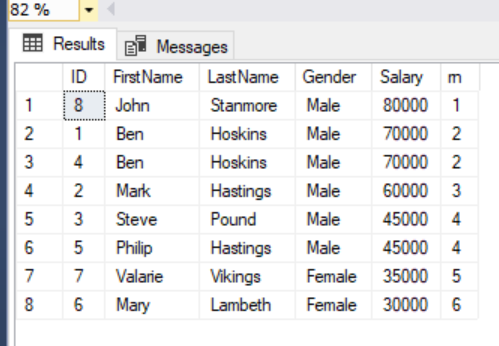 82 %
Results Messages
ID FirstName LastName Gender Salary rn
1 8 John Stanmore Male 80000 1
2 1 Ben Hoskins Male 70000 2
3 4 Ben Hoskins Male 70000 2
4 2 Mark Hastings Male 60000 3
5 3 Steve Pound Male 45000 4
6 5 Philip Hastings Male 45000 4
7 7 Valarie Vikings Female 35000 5
8 6 Mary Lambeth Female 30000 6